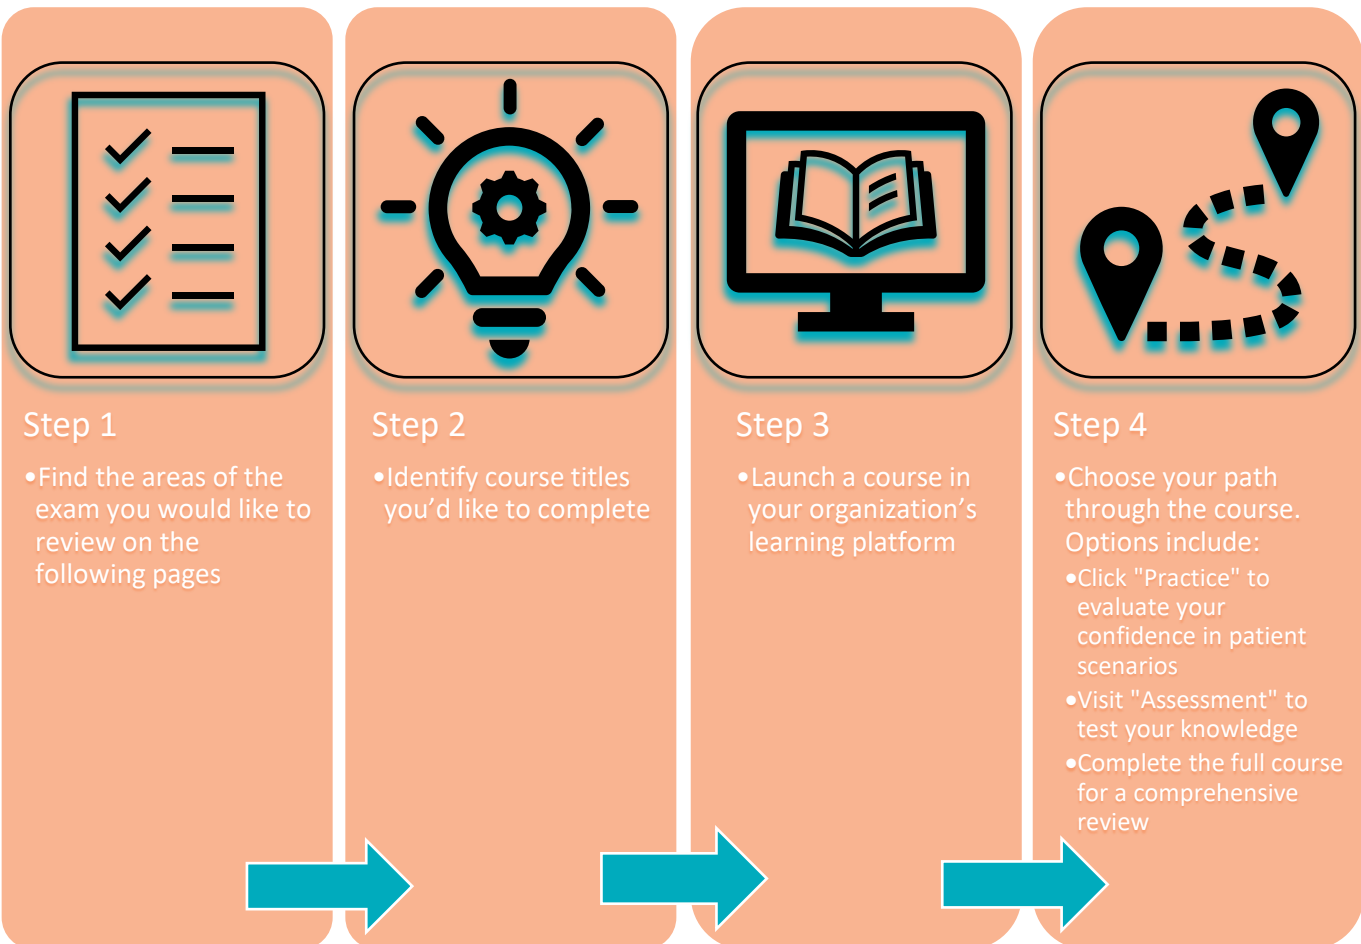 Step 1
•Find the areas of the
exam you would like to
review on the
following pages
Step 2
•Identify course titles
you’d like to complete
Step 3
•Launch a course in
your organization’s
learning platform
Step 4
•Choose your path
through the course.
Options include:
•Click "Practice" to
evaluate your
confidence in patient
scenarios
•Visit "Assessment" to
test your knowledge
•Complete the full course
for a comprehensive
review